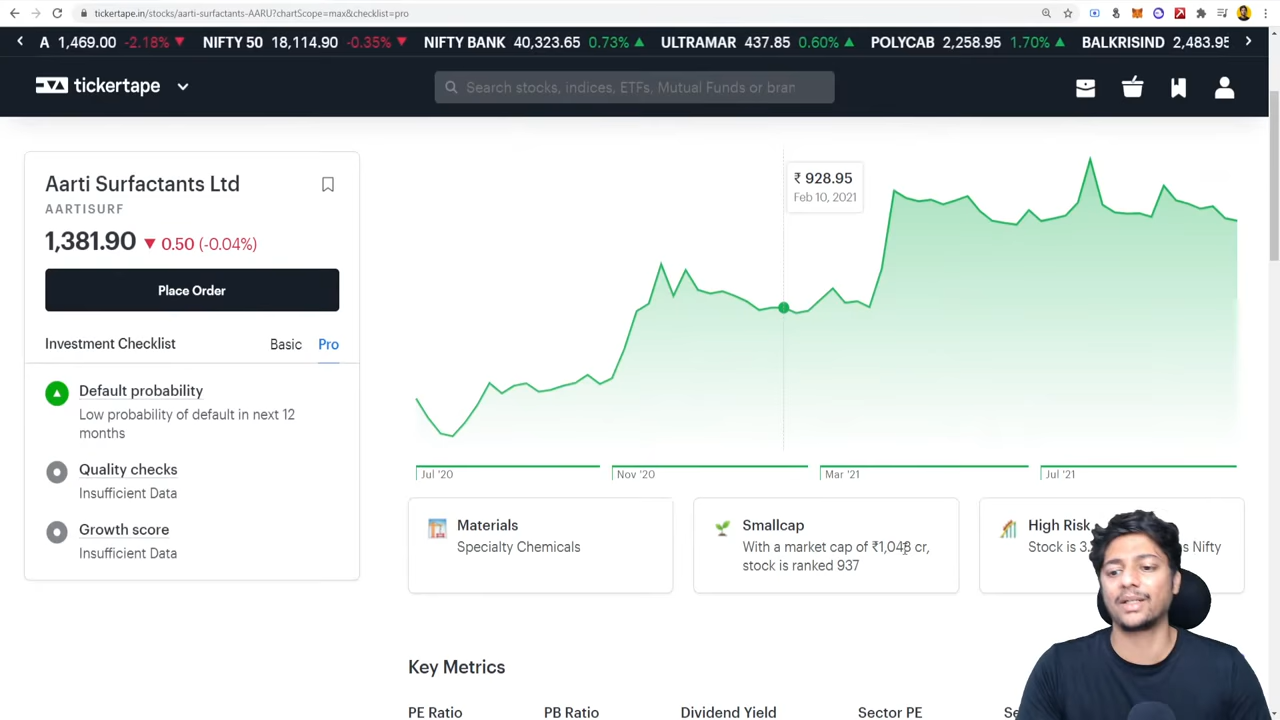 tickertape.in/stocks/aarti-surfactants-AARU?chartScope=max&checklist=pro
A 1,469.00 -2.18% NIFTY 50 18,114.90 -0.35% NIFTY BANK 40,323.65 0.73% ULTRAMAR 437.85 0.60% POLYCAB 2,258.95 1.70% BALKRISIND 2,483.95
tickertape
Search stocks, indices, ETFs, Mutual Funds or bran
Aarti Surfactants Ltd
AARTISURF
1,381.90 0.50 (-0.04%)
Place Order
Investment Checklist Basic Pro
Default probability
Low probability of default in next 12
months
Quality checks
Insufficient Data
Growth score
Insufficient Data
₹ 928.95
Feb 10, 2021
Jul '20 Nov '20 Mar '21 Jul '21
Materials
Specialty Chemicals
Smallcap
With a market cap of ₹1,048 cr,
stock is ranked 937
High Risk
Stock is 3. as Nifty
Key Metrics
PE Ratio PB Ratio Dividend Yield Sector PE